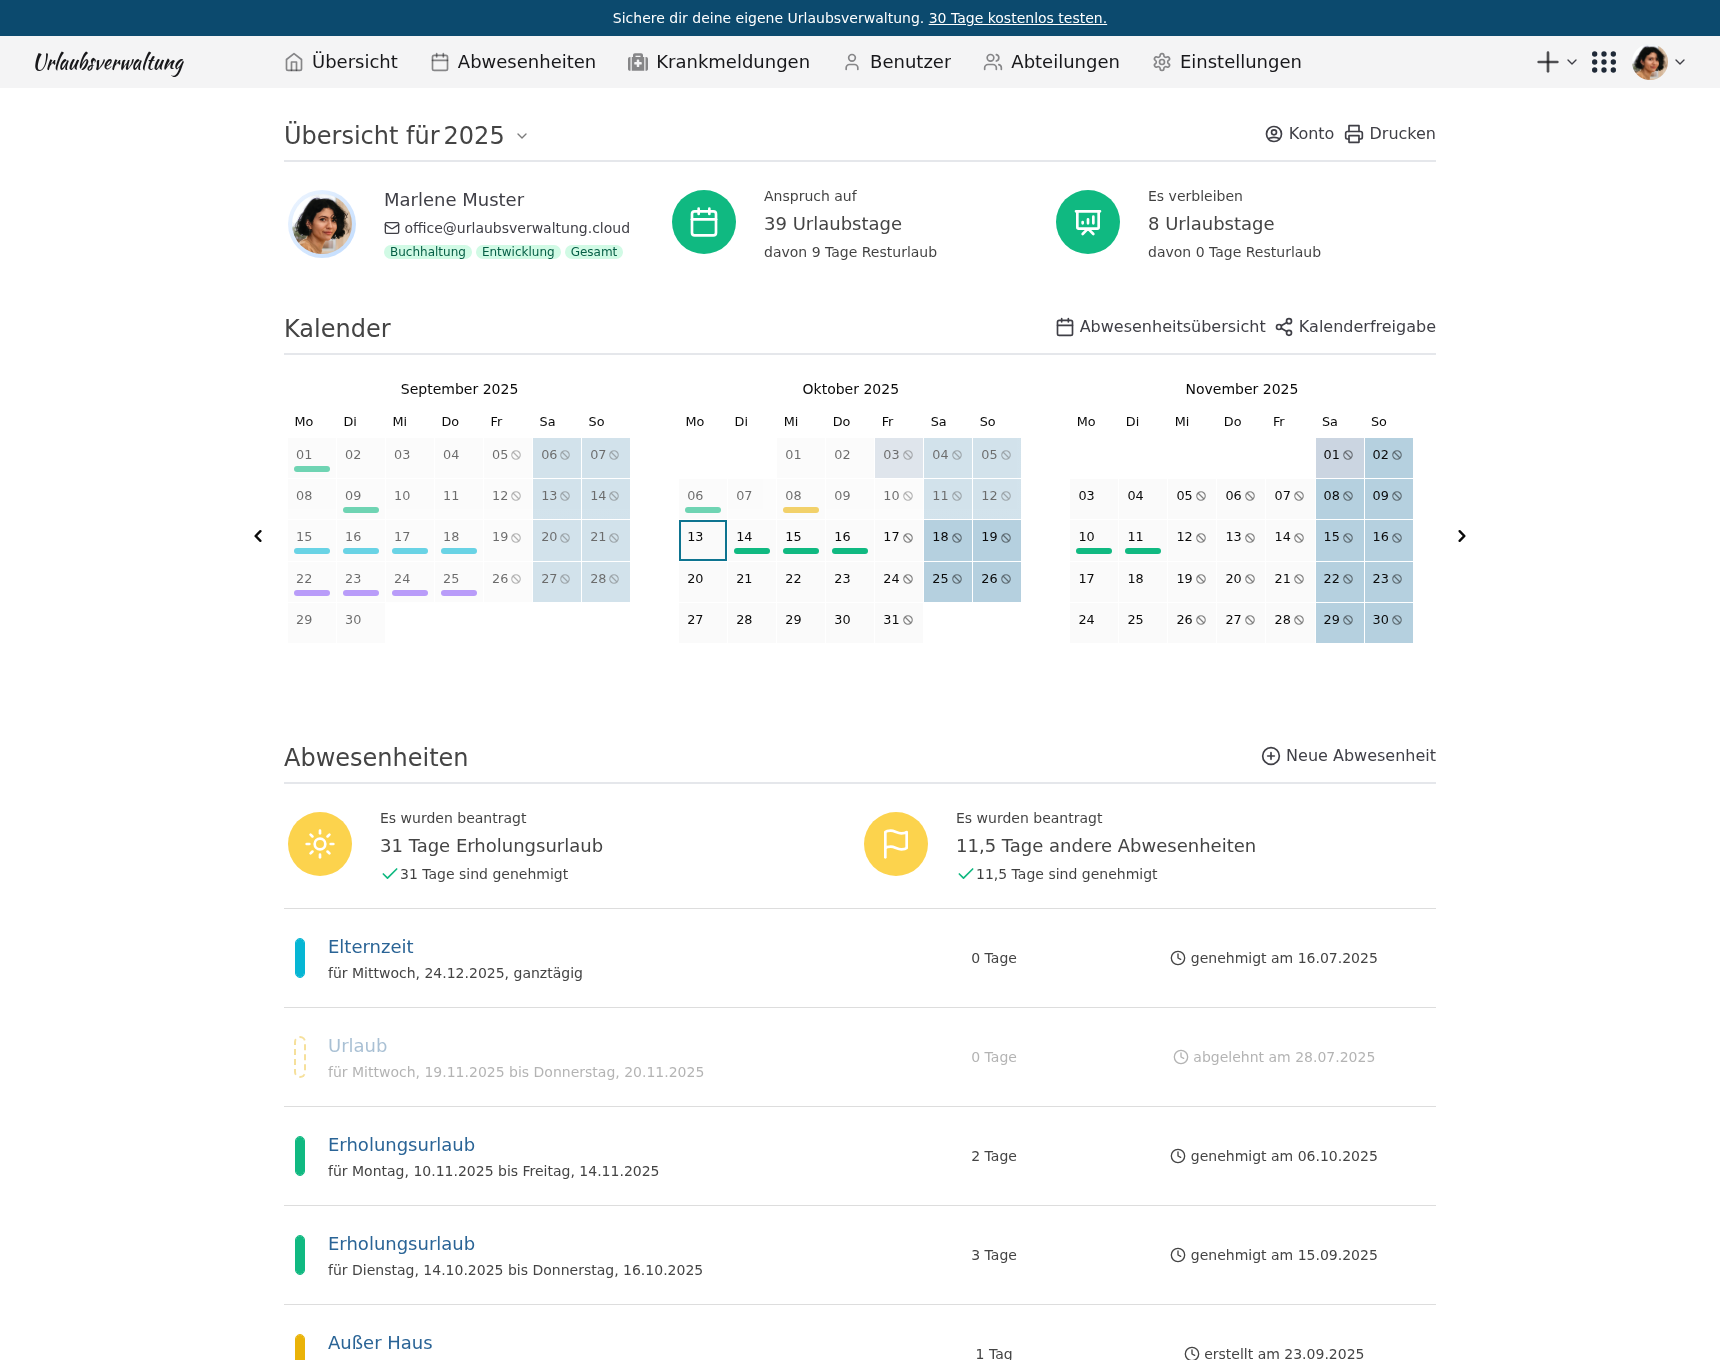 Sichere dir deine eigene Urlaubsverwaltung. 30 Tage kostenlos testen.
Urlaubsverwaltung Übersicht Abwesenheiten Krankmeldungen Benutzer Abteilungen Einstellungen
Übersicht für 2025 Konto Drucken
Marlene Muster
office@urlaubsverwaltung.cloud
Buchhaltung Entwicklung Gesamt
Anspruch auf
39 Urlaubstage
davon 9 Tage Resturlaub
Es verbleiben
8 Urlaubstage
davon 0 Tage Resturlaub
Kalender Abwesenheitsübersicht Kalenderfreigabe
September 2025
Mo Di Mi Do Fr Sa So
01 02 03 04 05 06 07
08 09 10 11 12 13 14
15 16 17 18 19 20 21
22 23 24 25 26 27 28
29 30
Oktober 2025
Mo Di Mi Do Fr Sa So
01 02 03 04 05
06 07 08 09 10 11 12
13 14 15 16 17 18 19
20 21 22 23 24 25 26
27 28 29 30 31
November 2025
Mo Di Mi Do Fr Sa So
01 02
03 04 05 06 07 08 09
10 11 12 13 14 15 16
17 18 19 20 21 22 23
24 25 26 27 28 29 30
Abwesenheiten Neue Abwesenheit
Es wurden beantragt
31 Tage Erholungsurlaub
31 Tage sind genehmigt
Es wurden beantragt
11,5 Tage andere Abwesenheiten
11,5 Tage sind genehmigt
Elternzeit
für Mittwoch, 24.12.2025, ganztägig
0 Tage
genehmigt am 16.07.2025
Urlaub
für Mittwoch, 19.11.2025 bis Donnerstag, 20.11.2025
0 Tage
abgelehnt am 28.07.2025
Erholungsurlaub
für Montag, 10.11.2025 bis Freitag, 14.11.2025
2 Tage
genehmigt am 06.10.2025
Erholungsurlaub
für Dienstag, 14.10.2025 bis Donnerstag, 16.10.2025
3 Tage
genehmigt am 15.09.2025
Außer Haus
1 Tag
erstellt am 23.09.2025